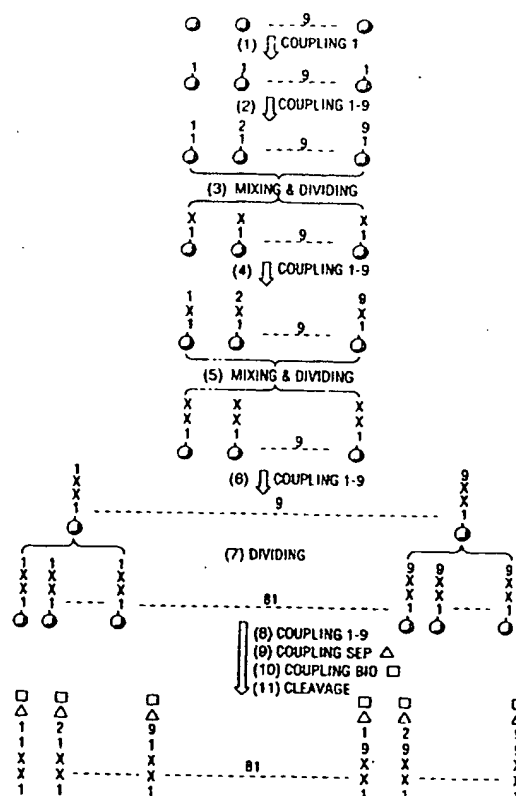 9
(1) COUPLING 1
1 1 1
(2) COUPLING 1-9
1 2 9
1 1 9 1
(3) MIXING & DIVIDING
X X X
1 1 9 1
(4) COUPLING 1-9
1 2 9
X X X
1 1 9 1
(5) MIXING & DIVIDING
X X X
X X X
1 1 9 1
(6) COUPLING 1-9
1 9
X X
X X
1 9 1
(7) DIVIDING
1 1 1 9 9 9
X X X X X X
X X X X X X
1 1 1 81 1 1 1
(8) COUPLING 1-9
(9) COUPLING SEP
(10) COUPLING BIO
(11) CLEAVAGE
1 2 9 1 2
1 1 1 9 9
X X X X X
X X X 81 X X
1 1 1 1 1 1